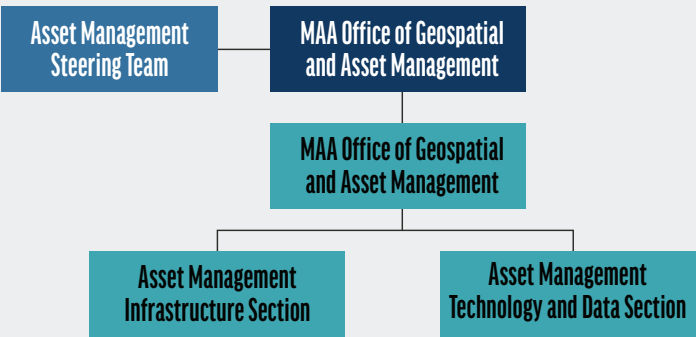 Asset Management
Steering Team
MAA Office of Geospatial
and Asset Management
MAA Office of Geospatial
and Asset Management
Asset Management
Infrastructure Section
Asset Management
Technology and Data Section